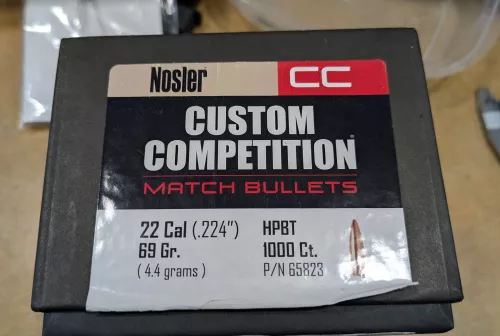 Nosler CC
CUSTOM
COMPETITION®
MATCH BULLETS
22 Cal (.224") HPBT
69 Gr. 1000 Ct.
( 4.4 grams ) P/N 65823